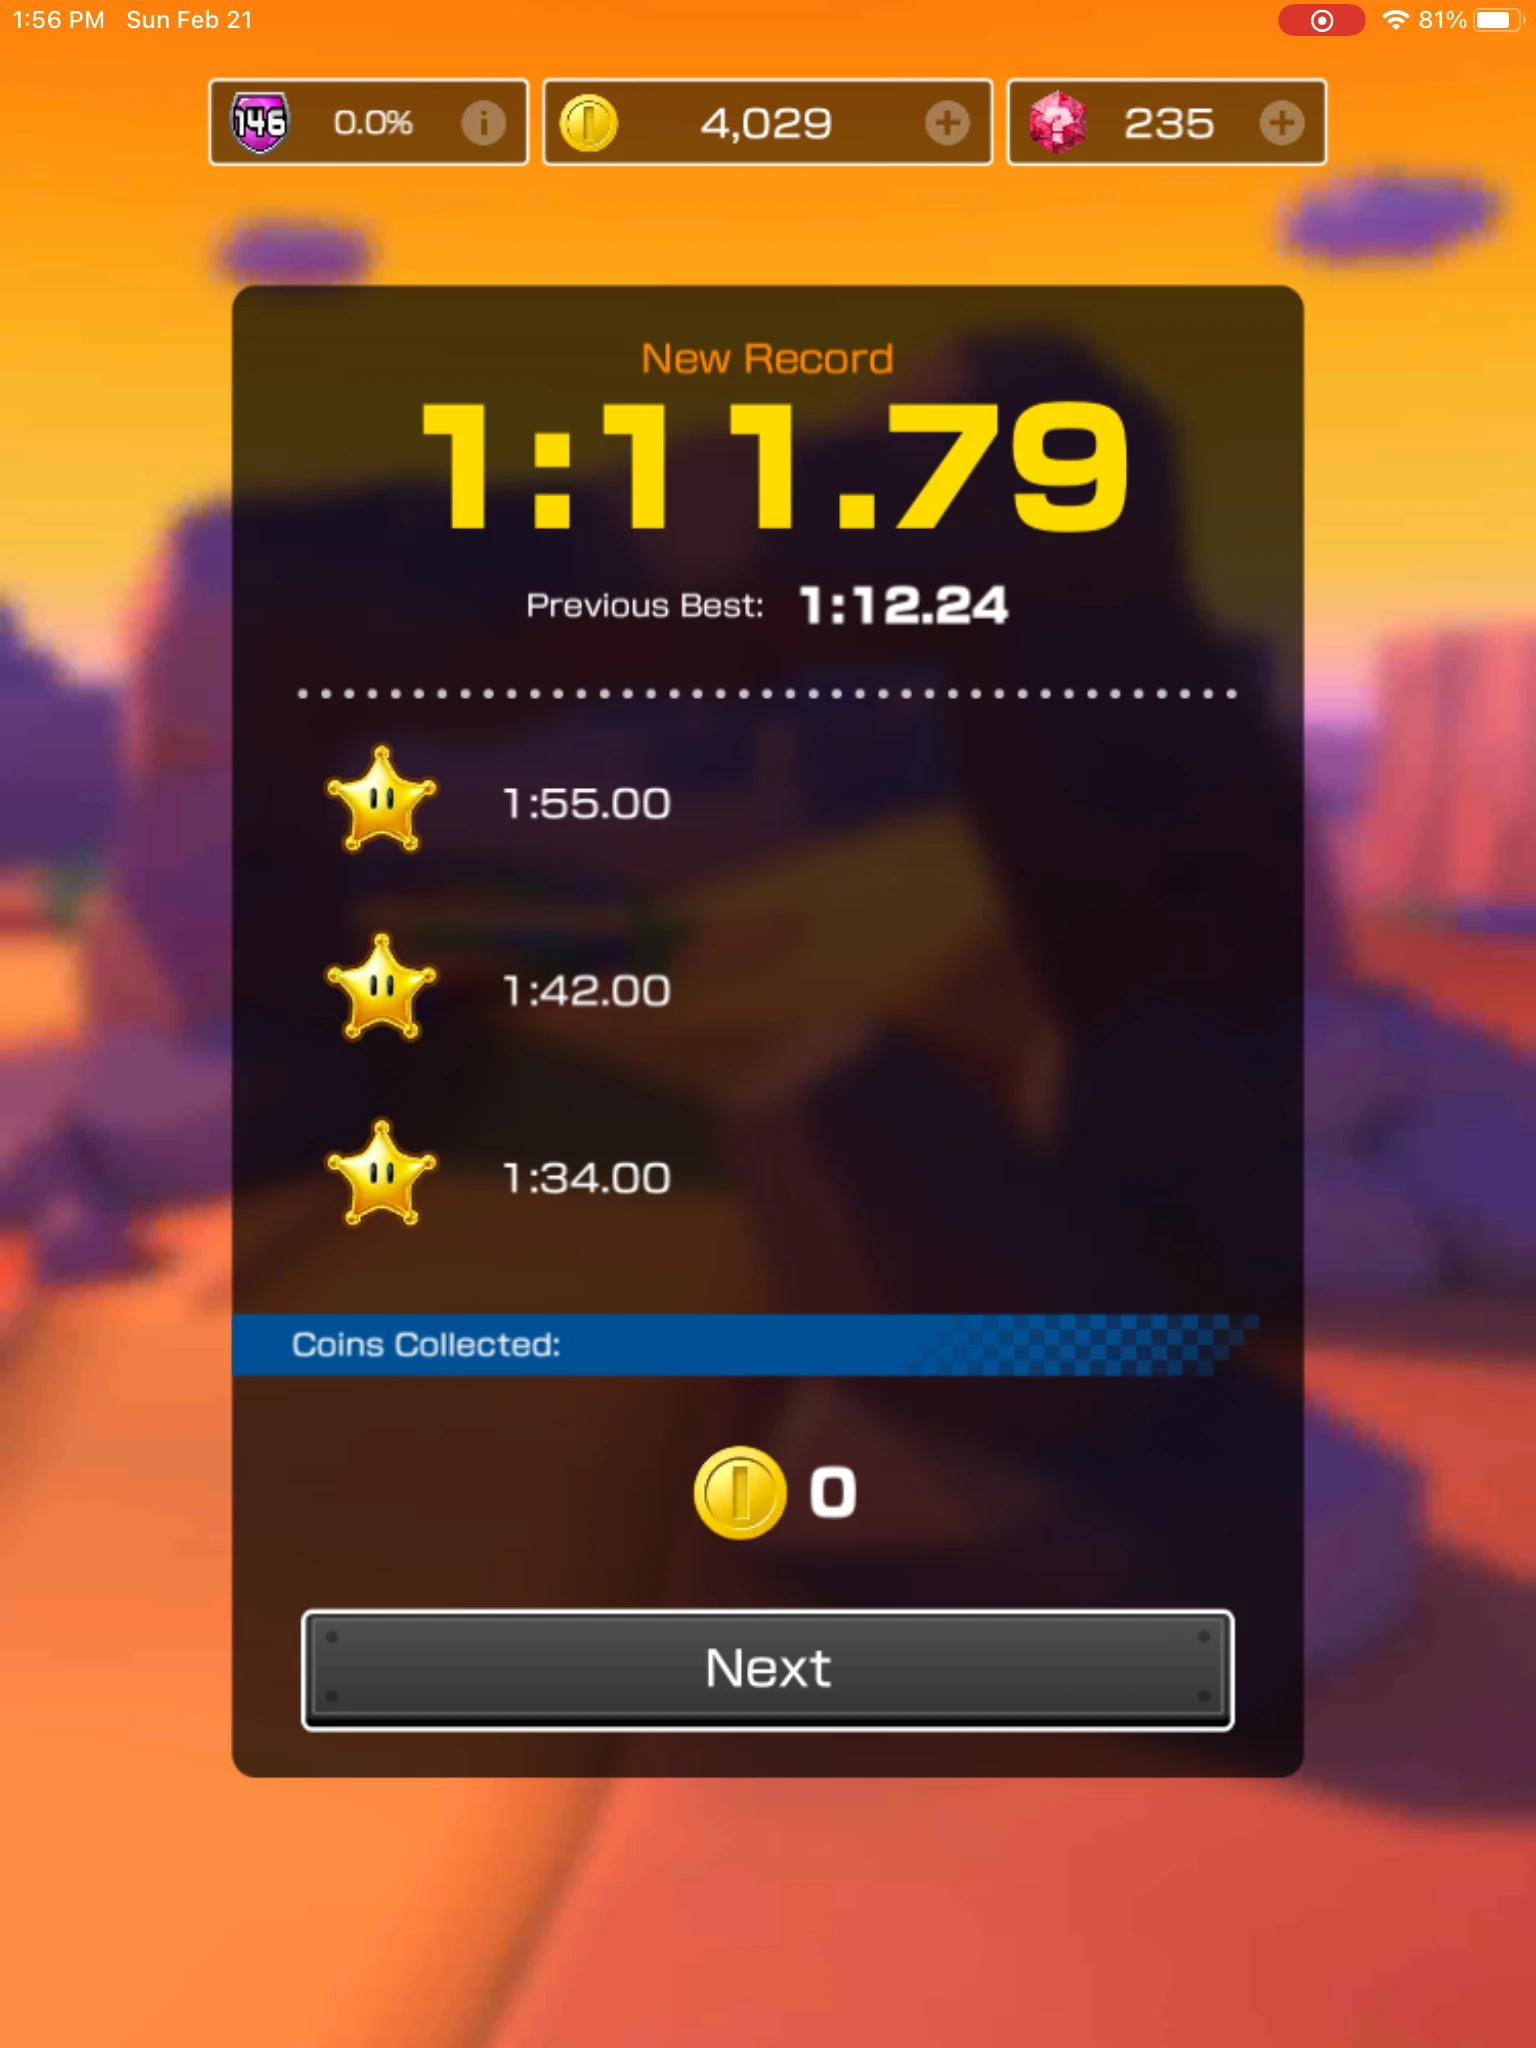 1:56 PM Sun Feb 21 81%
146 0.0% i 4,029 + ? 235 +
New Record
1:11.79
Previous Best: 1:12.24
1:55.00
1:42.00
1:34.00
Coins Collected:
0
Next